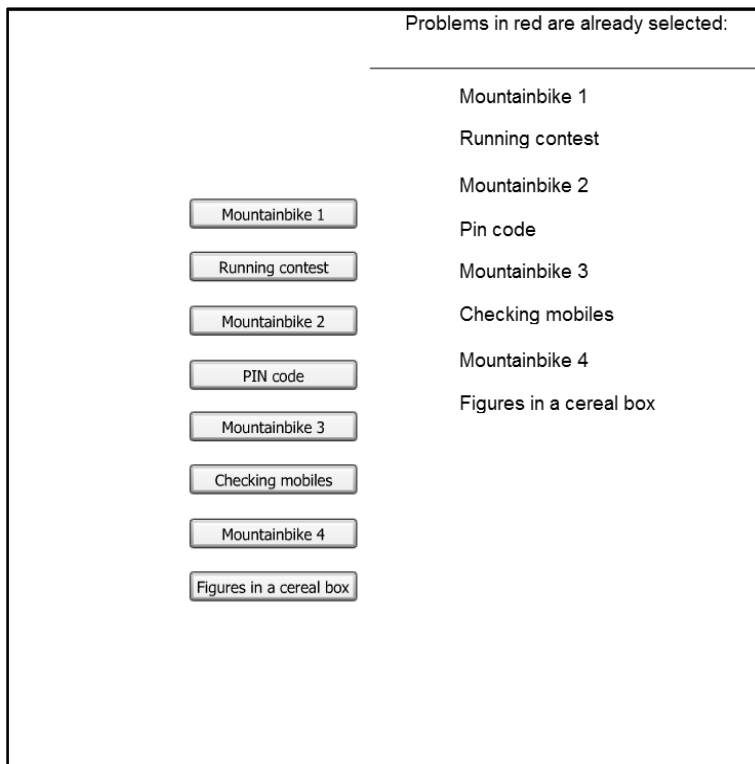 Problems in red are already selected:
Mountainbike 1
Running contest
Mountainbike 2
Pin code
Mountainbike 3
Checking mobiles
Mountainbike 4
Figures in a cereal box
Mountainbike 1
Running contest
Mountainbike 2
PIN code
Mountainbike 3
Checking mobiles
Mountainbike 4
Figures in a cereal box